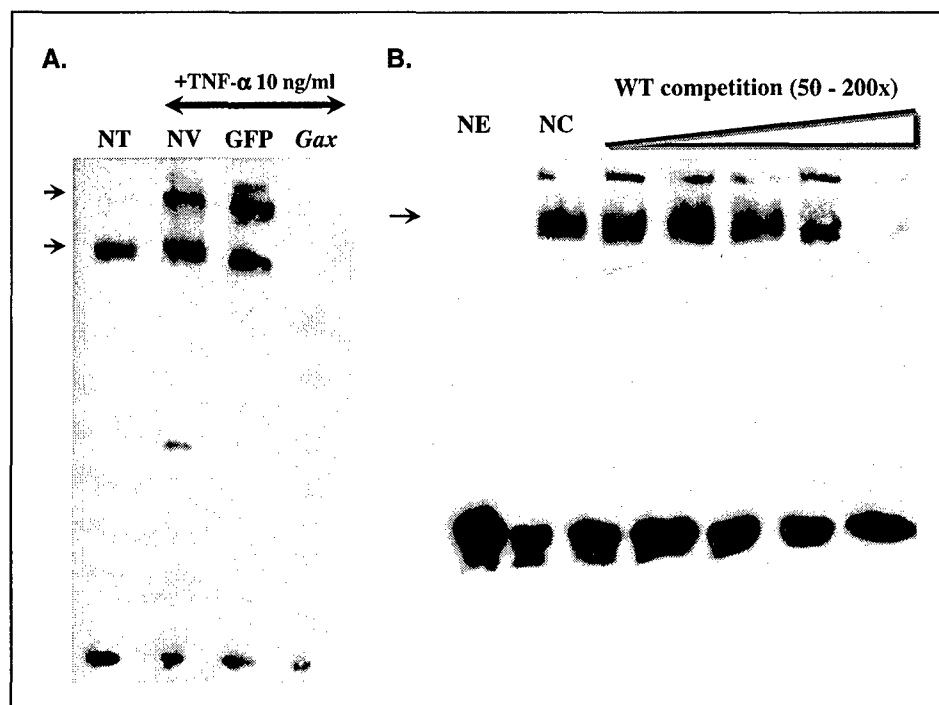 A.
+TNF-α 10 ng/ml
NT NV GFP Gax
B.
WT competition (50 - 200x)
NE NC